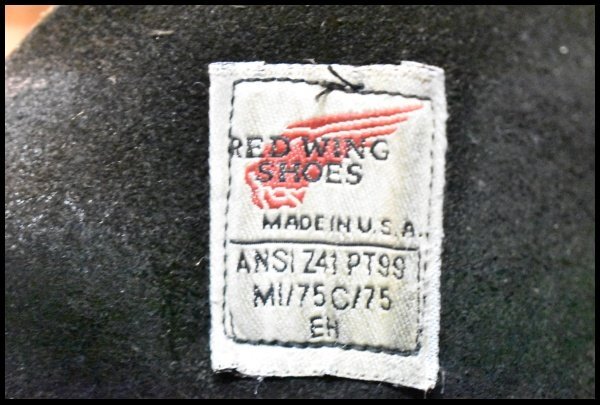 RED WING
SHOES
MADE IN U.S.A.
ANSI Z41 PT99
MI/75 C/75
EH